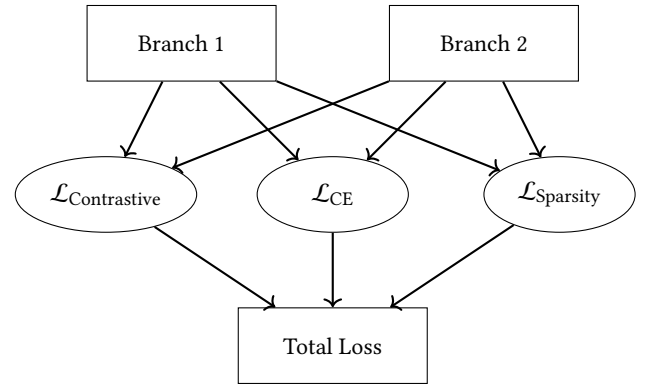 Branch 1
Branch 2
ℒContrastive
ℒCE
ℒSparsity
Total Loss